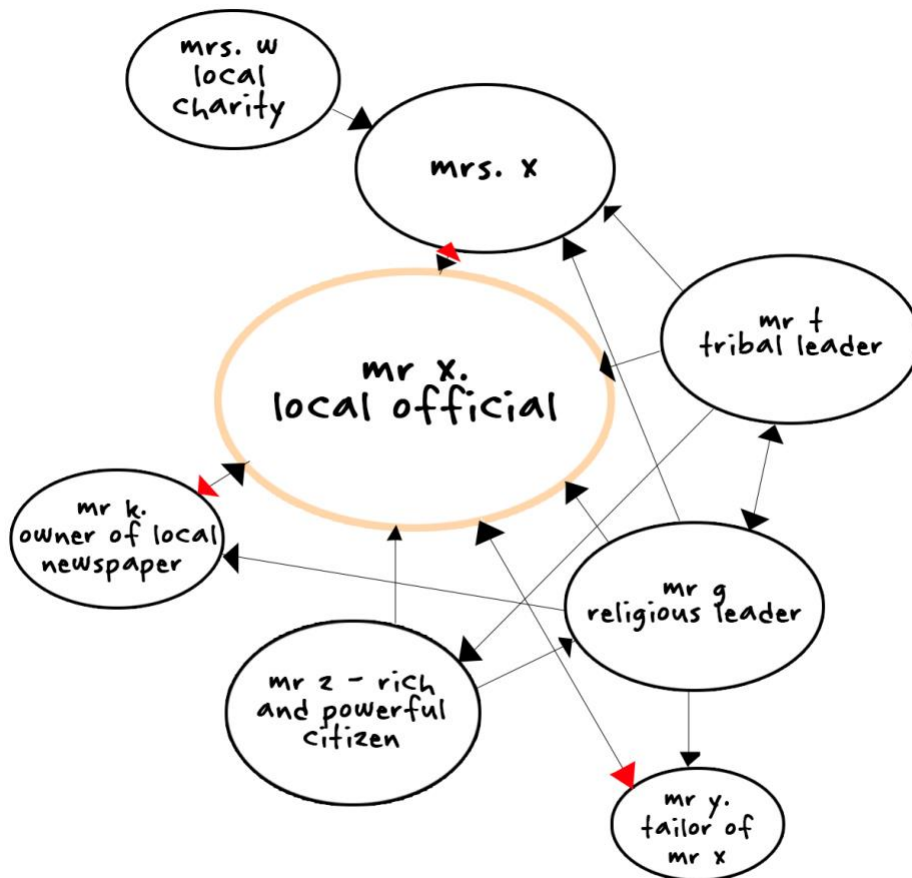 mrs. w
local
charity
mrs. x
mr t
tribal leader
mr x.
local official
mr k.
owner of local
newspaper
mr g
religious leader
mr z - rich
and powerful
citizen
mr y.
tailor of
mr x